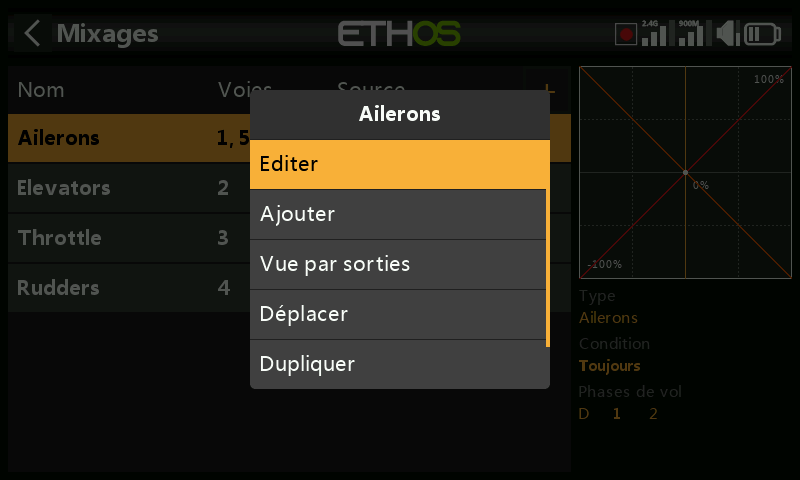 Mixages
ETHOS
2.4G 900M
Nom Voies Source +
Ailerons 1, 5
Elevators 2
Throttle 3
Rudders 4
Ailerons
Editer
Ajouter
Vue par sorties
Déplacer
Dupliquer
100%
0%
-100%
Type
Ailerons
Condition
Toujours
Phases de vol
D 1 2